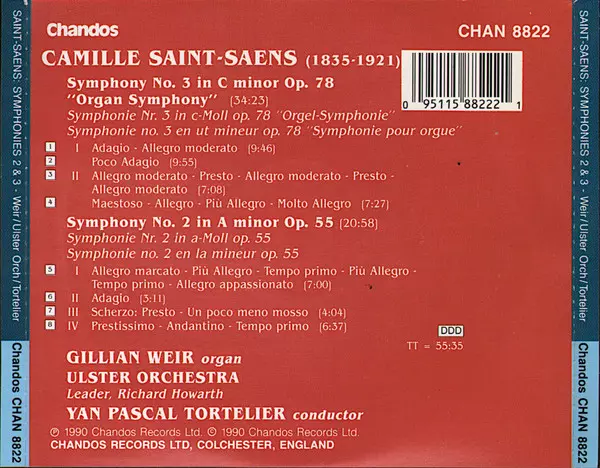 Chandos
CHAN 8822
CAMILLE SAINT-SAENS (1835-1921)
0 95115 88222 1
Symphony No. 3 in C minor Op. 78
"Organ Symphony" (34:23)
Symphonie Nr. 3 in c-Moll op. 78 "Orgel-Symphonie"
Symphonie no. 3 en ut mineur op. 78 "Symphonie pour orgue"
1 I Adagio - Allegro moderato (9:46)
2 Poco Adagio (9:55)
3 II Allegro moderato - Presto - Allegro moderato - Presto -
Allegro moderato (7:08)
4 Maestoso - Allegro - Più Allegro - Molto Allegro (7:27)
Symphony No. 2 in A minor Op. 55 (20:58)
Symphonie Nr. 2 in a-Moll op. 55
Symphonie no. 2 en la mineur op. 55
5 I Allegro marcato - Più Allegro - Tempo primo - Più Allegro -
Tempo primo - Allegro appassionato (7:00)
6 II Adagio (3:11)
7 III Scherzo: Presto - Un poco meno mosso (4:04)
8 IV Prestissimo - Andantino - Tempo primo (6:37)
DDD
TT = 55:35
GILLIAN WEIR organ
ULSTER ORCHESTRA
Leader, Richard Howarth
YAN PASCAL TORTELIER conductor
℗ 1990 Chandos Records Ltd. © 1990 Chandos Records Ltd.
CHANDOS RECORDS LTD, COLCHESTER, ENGLAND
SAINT-SAENS: SYMPHONIES 2 & 3 - Weir/Ulster Orch/Tortelier
Chandos CHAN 8822
SAINT-SAENS: SYMPHONIES 2 & 3 - Weir/Ulster Orch/Tortelier
Chandos CHAN 8822